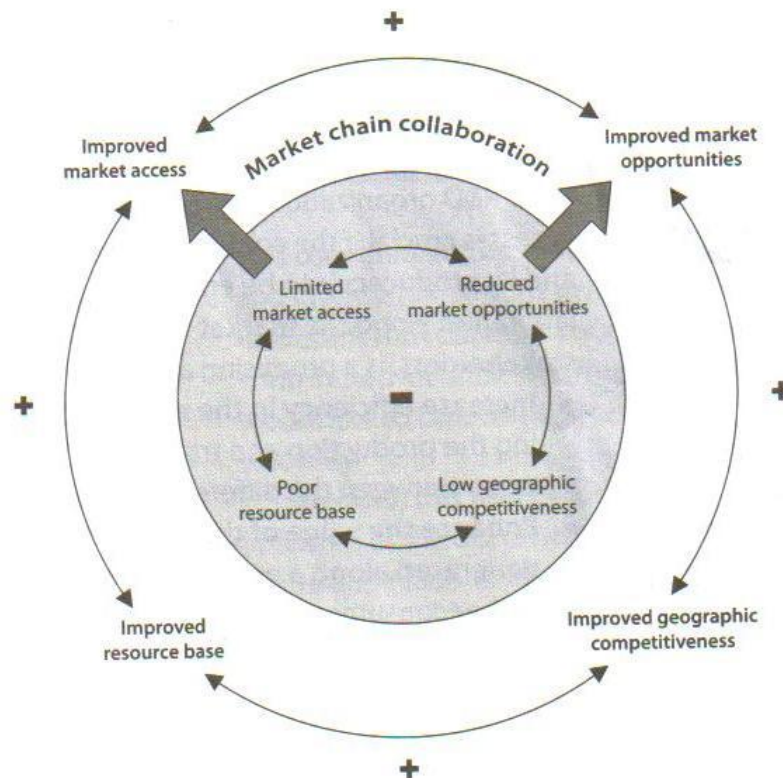 +
Market chain collaboration
Improved
market access
Improved market
opportunities
Limited
market access
Reduced
market opportunities
+
-
+
Poor
resource base
Low geographic
competitiveness
Improved
resource base
Improved geographic
competitiveness
+